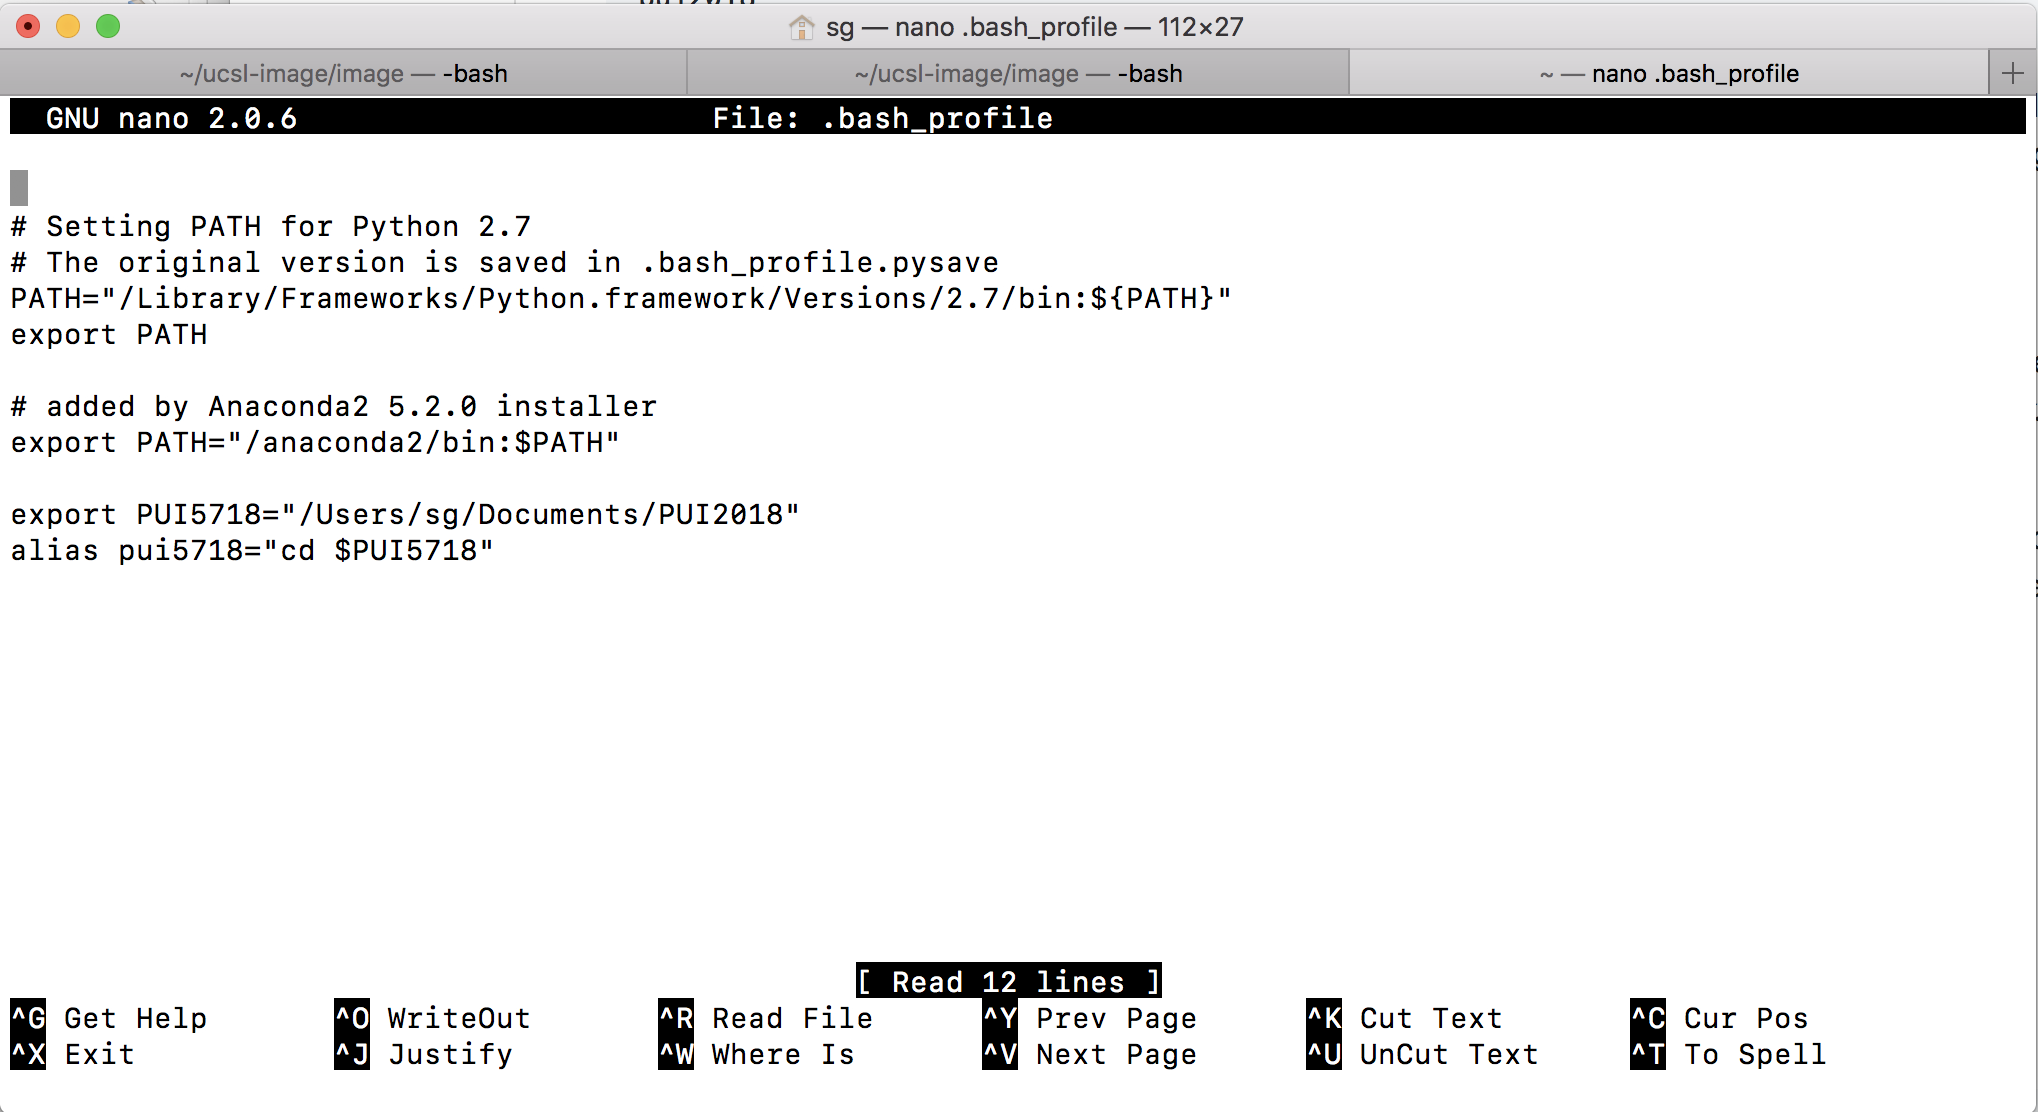 sg — nano .bash_profile — 112×27
~/ucsl-image/image — -bash
~/ucsl-image/image — -bash
~ — nano .bash_profile
GNU nano 2.0.6 File: .bash_profile
# Setting PATH for Python 2.7
# The original version is saved in .bash_profile.pysave
PATH="/Library/Frameworks/Python.framework/Versions/2.7/bin:${PATH}"
export PATH
# added by Anaconda2 5.2.0 installer
export PATH="/anaconda2/bin:$PATH"
export PUI5718="/Users/sg/Documents/PUI2018"
alias pui5718="cd $PUI5718"
[ Read 12 lines ]
^G Get Help ^O WriteOut ^R Read File ^Y Prev Page ^K Cut Text ^C Cur Pos
^X Exit ^J Justify ^W Where Is ^V Next Page ^U UnCut Text ^T To Spell